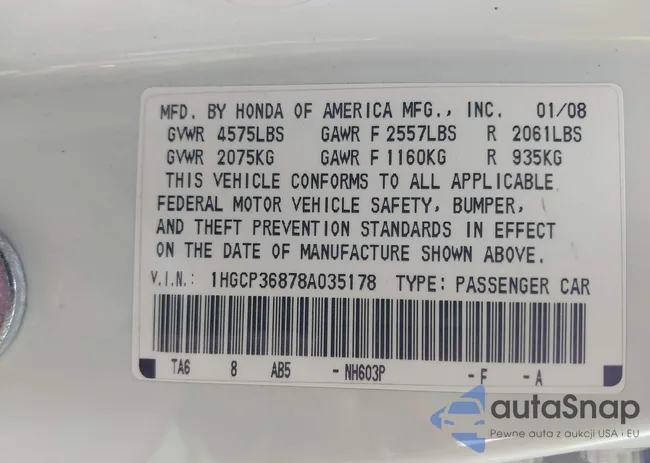 MFD. BY HONDA OF AMERICA MFG., INC. 01/08
GVWR 4575LBS GAWR F 2557LBS R 2061LBS
GVWR 2075KG GAWR F 1160KG R 935KG
THIS VEHICLE CONFORMS TO ALL APPLICABLE
FEDERAL MOTOR VEHICLE SAFETY, BUMPER,
AND THEFT PREVENTION STANDARDS IN EFFECT
ON THE DATE OF MANUFACTURE SHOWN ABOVE.
V.I.N.: 1HGCP36878A035178 TYPE: PASSENGER CAR
TA6 8 AB5 -NH603P -F -A
autaSnap
Pewne auta z aukcji USA i EU